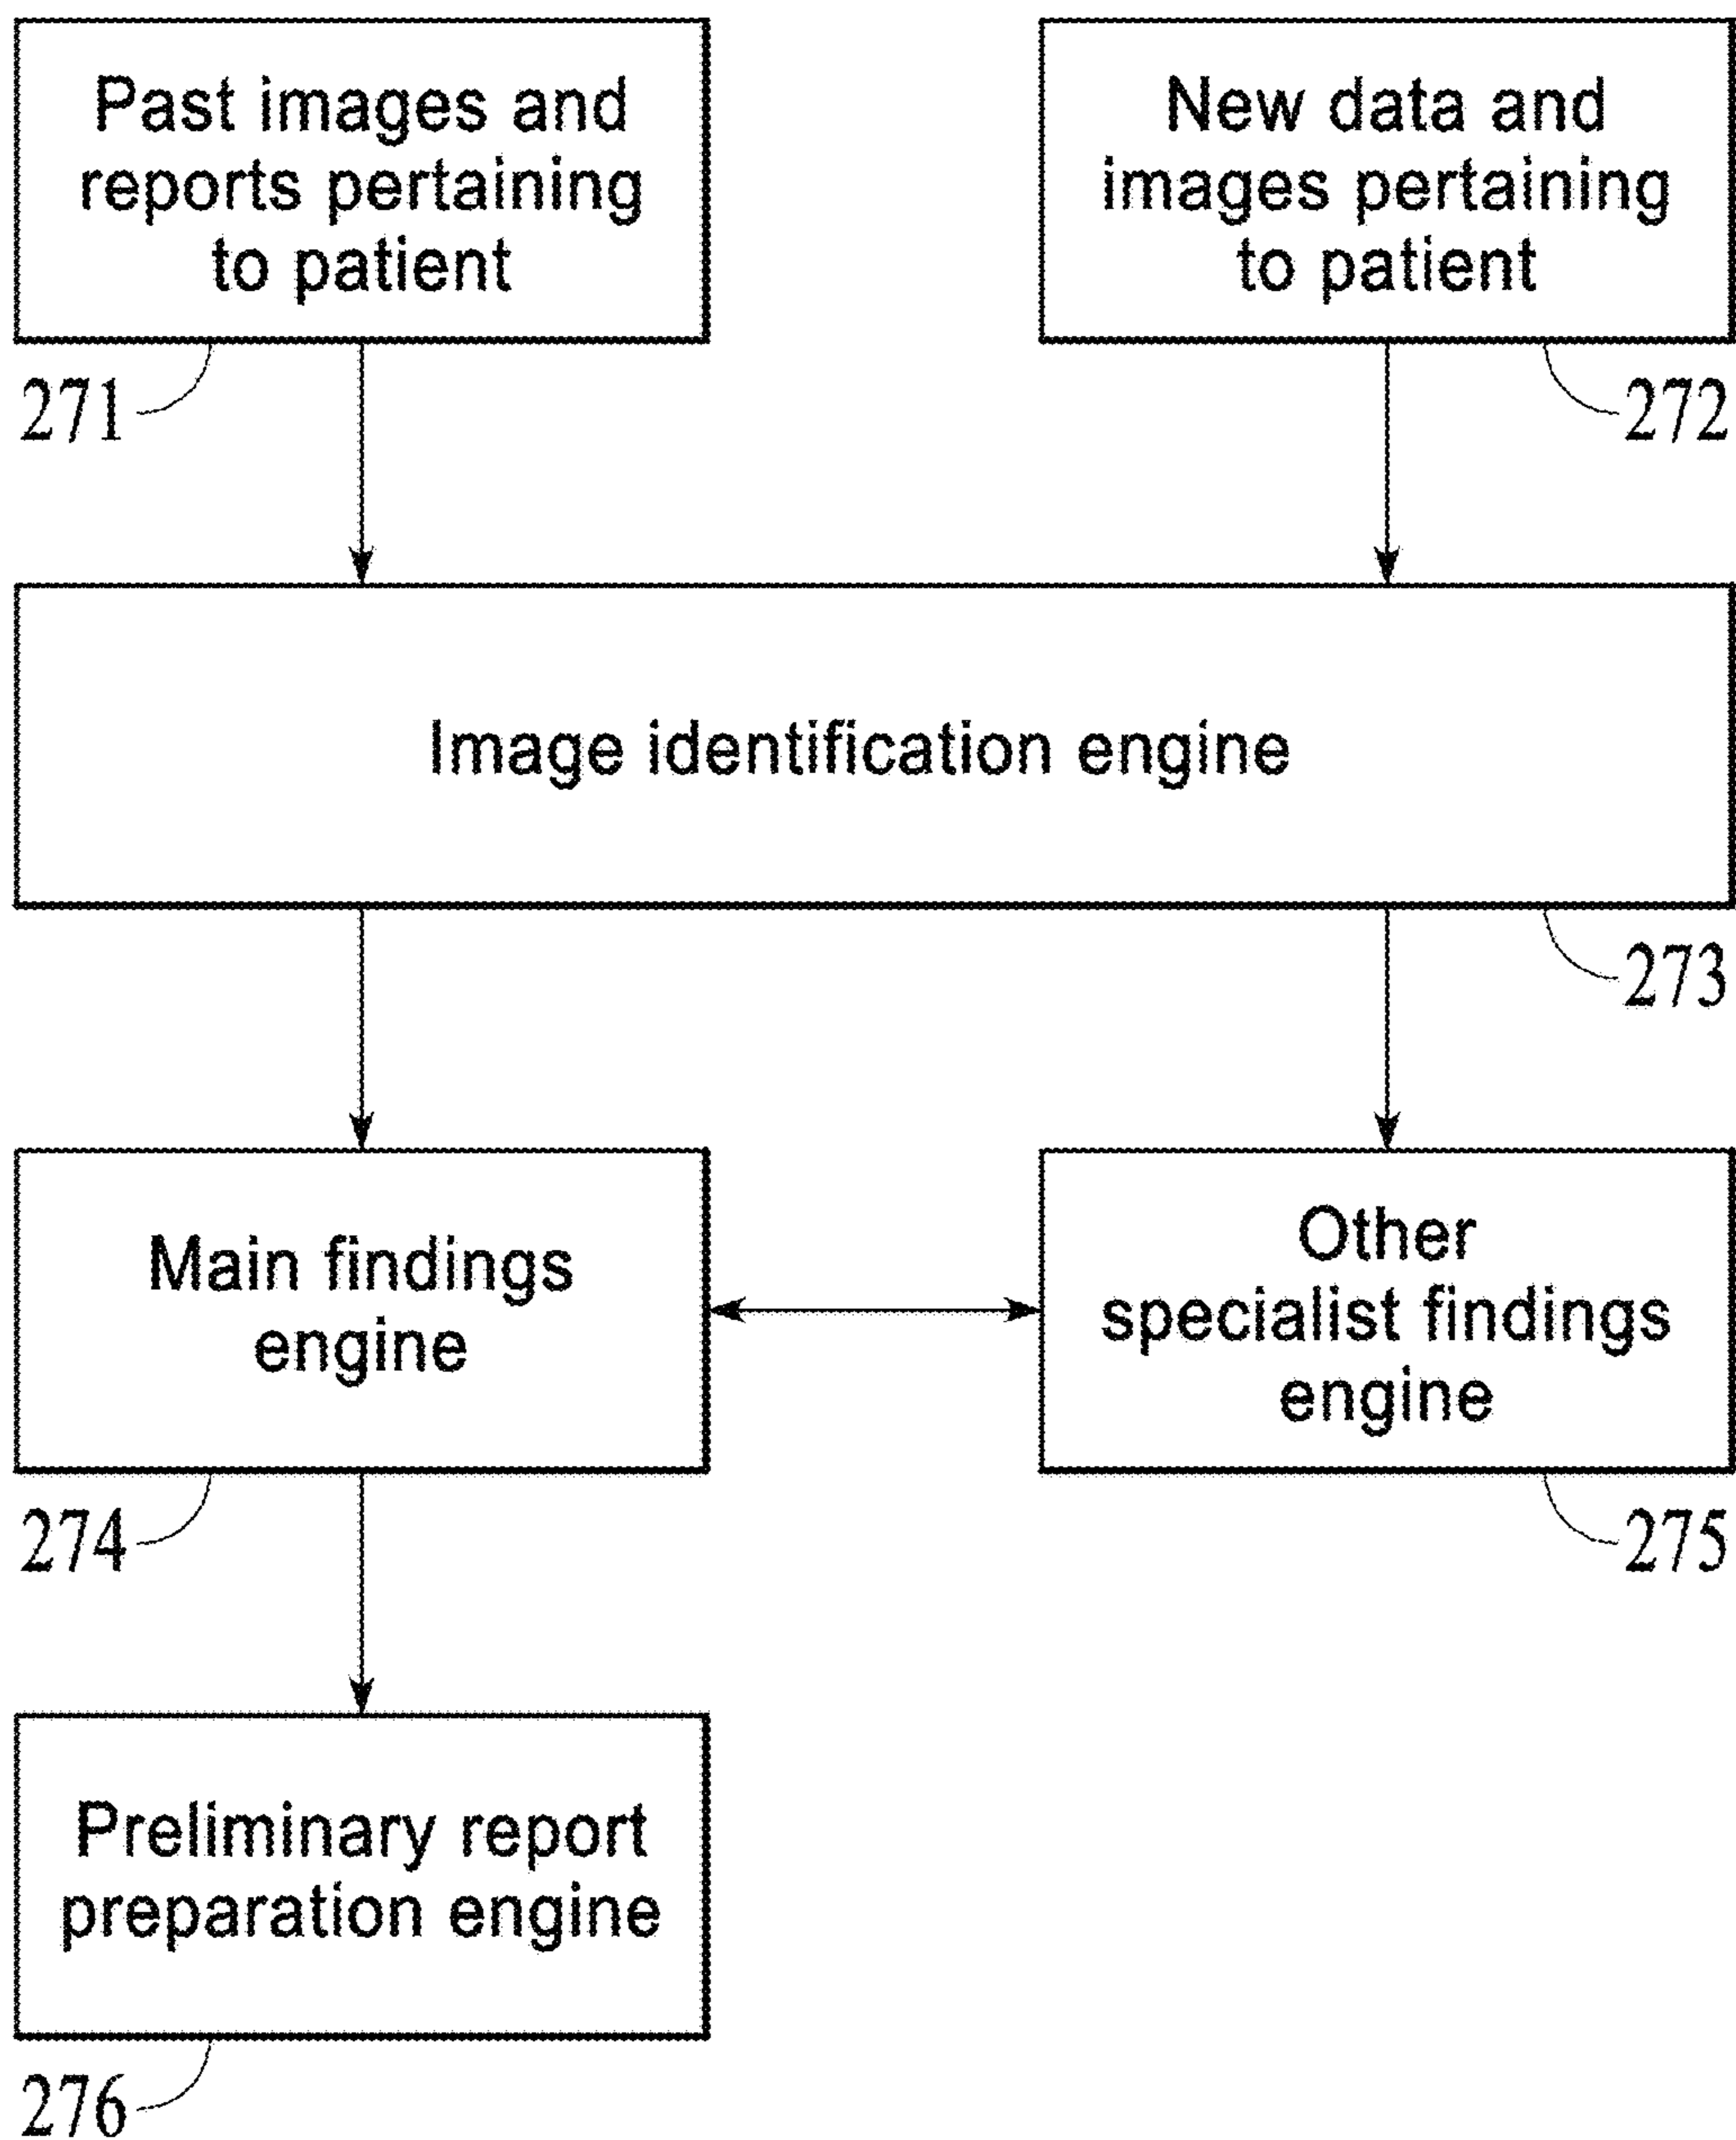 Past images and
reports pertaining
to patient
271
New data and
images pertaining
to patient
272
Image identification engine
273
Main findings
engine
274
Other
specialist findings
engine
275
Preliminary report
preparation engine
276